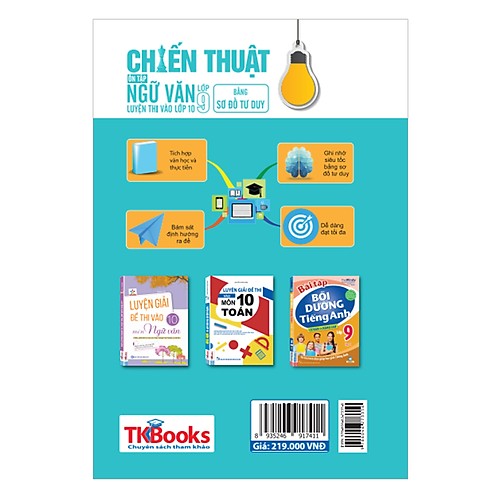 CHIẾN THUẬT
ÔN TẬP
NGỮ VĂN LỚP 9
LUYỆN THI VÀO LỚP 10
BẰNG
SƠ ĐỒ TƯ DUY
Tích hợp
văn học và
thực tiễn
Ghi nhớ
siêu tốc
bằng sơ
đồ tư duy
Bám sát
định hướng
ra đề
Dễ dàng
đạt tối đa
LUYỆN GIẢI
ĐỀ THI VÀO 10
Ngữ văn
LUYỆN GIẢI ĐỀ THI
VÀO 10
MÔN TOÁN
Bài tập
BỒI DƯỠNG
Tiếng Anh
9
TKBooks
Chuyên sách tham khảo
8 935246 917411
Giá: 219.000 VNĐ